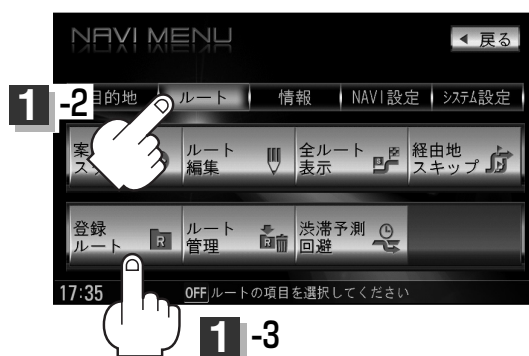 NAVI MENU
戻る
1 -2
目的地 ルート 情報 NAVI設定 システム設定
案
ス
ルート
編集
全ルート
表示
経由地
スキップ
登録
ルート
R
ルート
管理
R
渋滞予測
回避
17:35 OFF ルートの項目を選択してください
1 -3